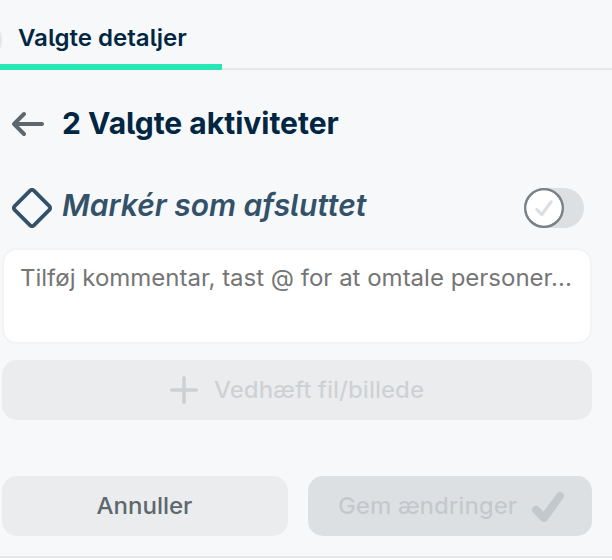 Valgte detaljer
2 Valgte aktiviteter
Markér som afsluttet
Tilføj kommentar, tast @ for at omtale personer...
Vedhæft fil/billede
Annuller
Gem ændringer